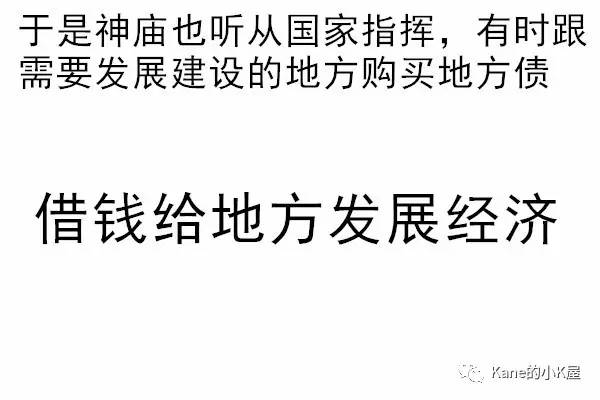 于是神庙也听从国家指挥，有时跟
需要发展建设的地方购买地方债
借钱给地方发展经济
Kane的小K屋